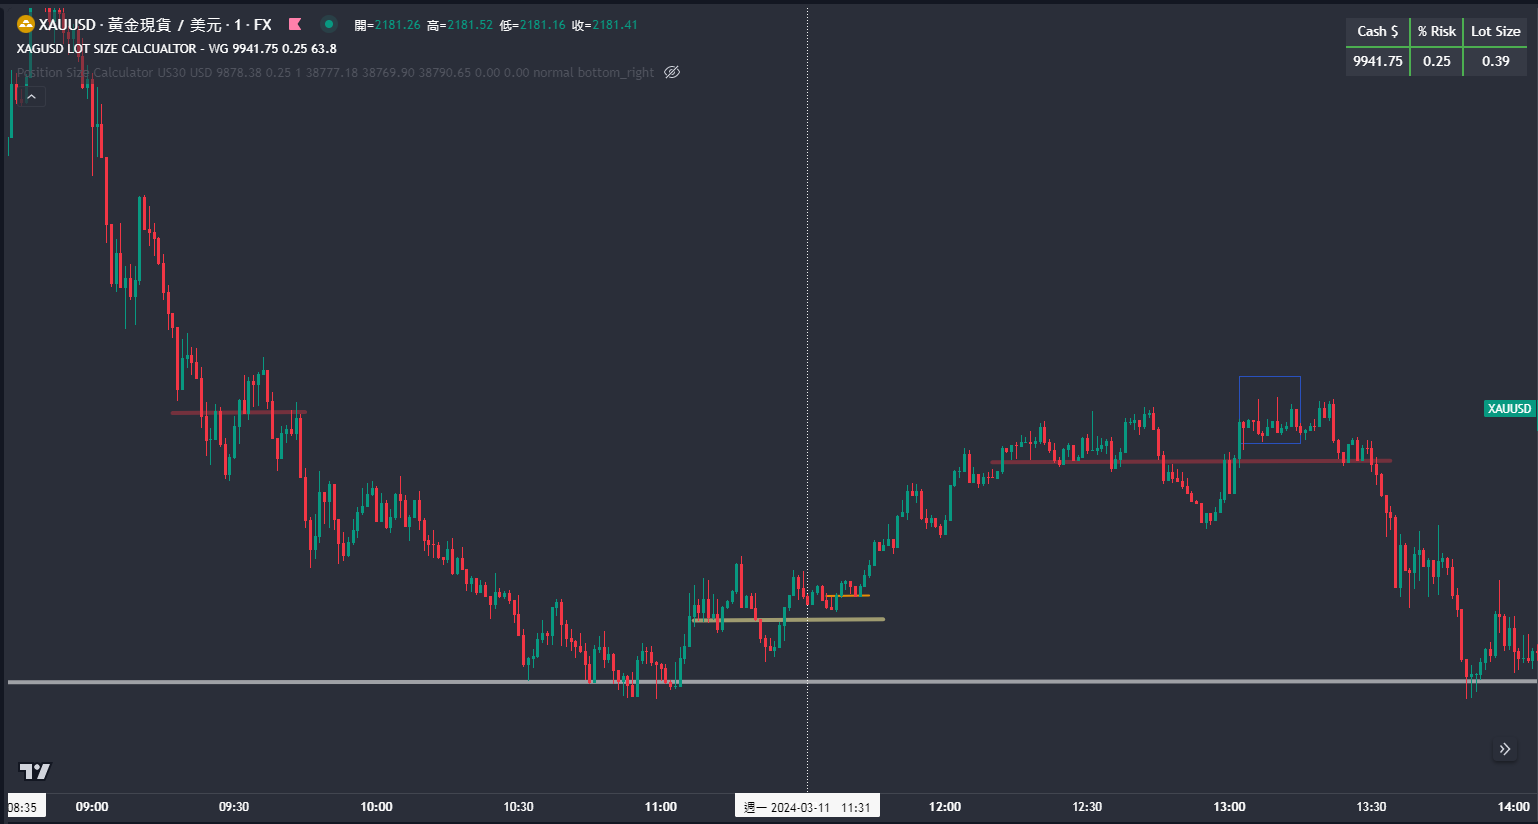 XAUUSD · 黃金現貨 / 美元 · 1 · FX 開=2181.26 高=2181.52 低=2181.16 收=2181.41
XAGUSD LOT SIZE CALCUALTOR - WG 9941.75 0.25 63.8
Position Size Calculator US30 USD 9878.38 0.25 1 38777.18 38769.90 38790.65 0.00 0.00 normal bottom_right
Cash $ % Risk Lot Size
9941.75 0.25 0.39
XAUUSD
08:35 09:00 09:30 10:00 10:30 11:00 週一 2024-03-11 11:31 12:00 12:30 13:00 13:30 14:00